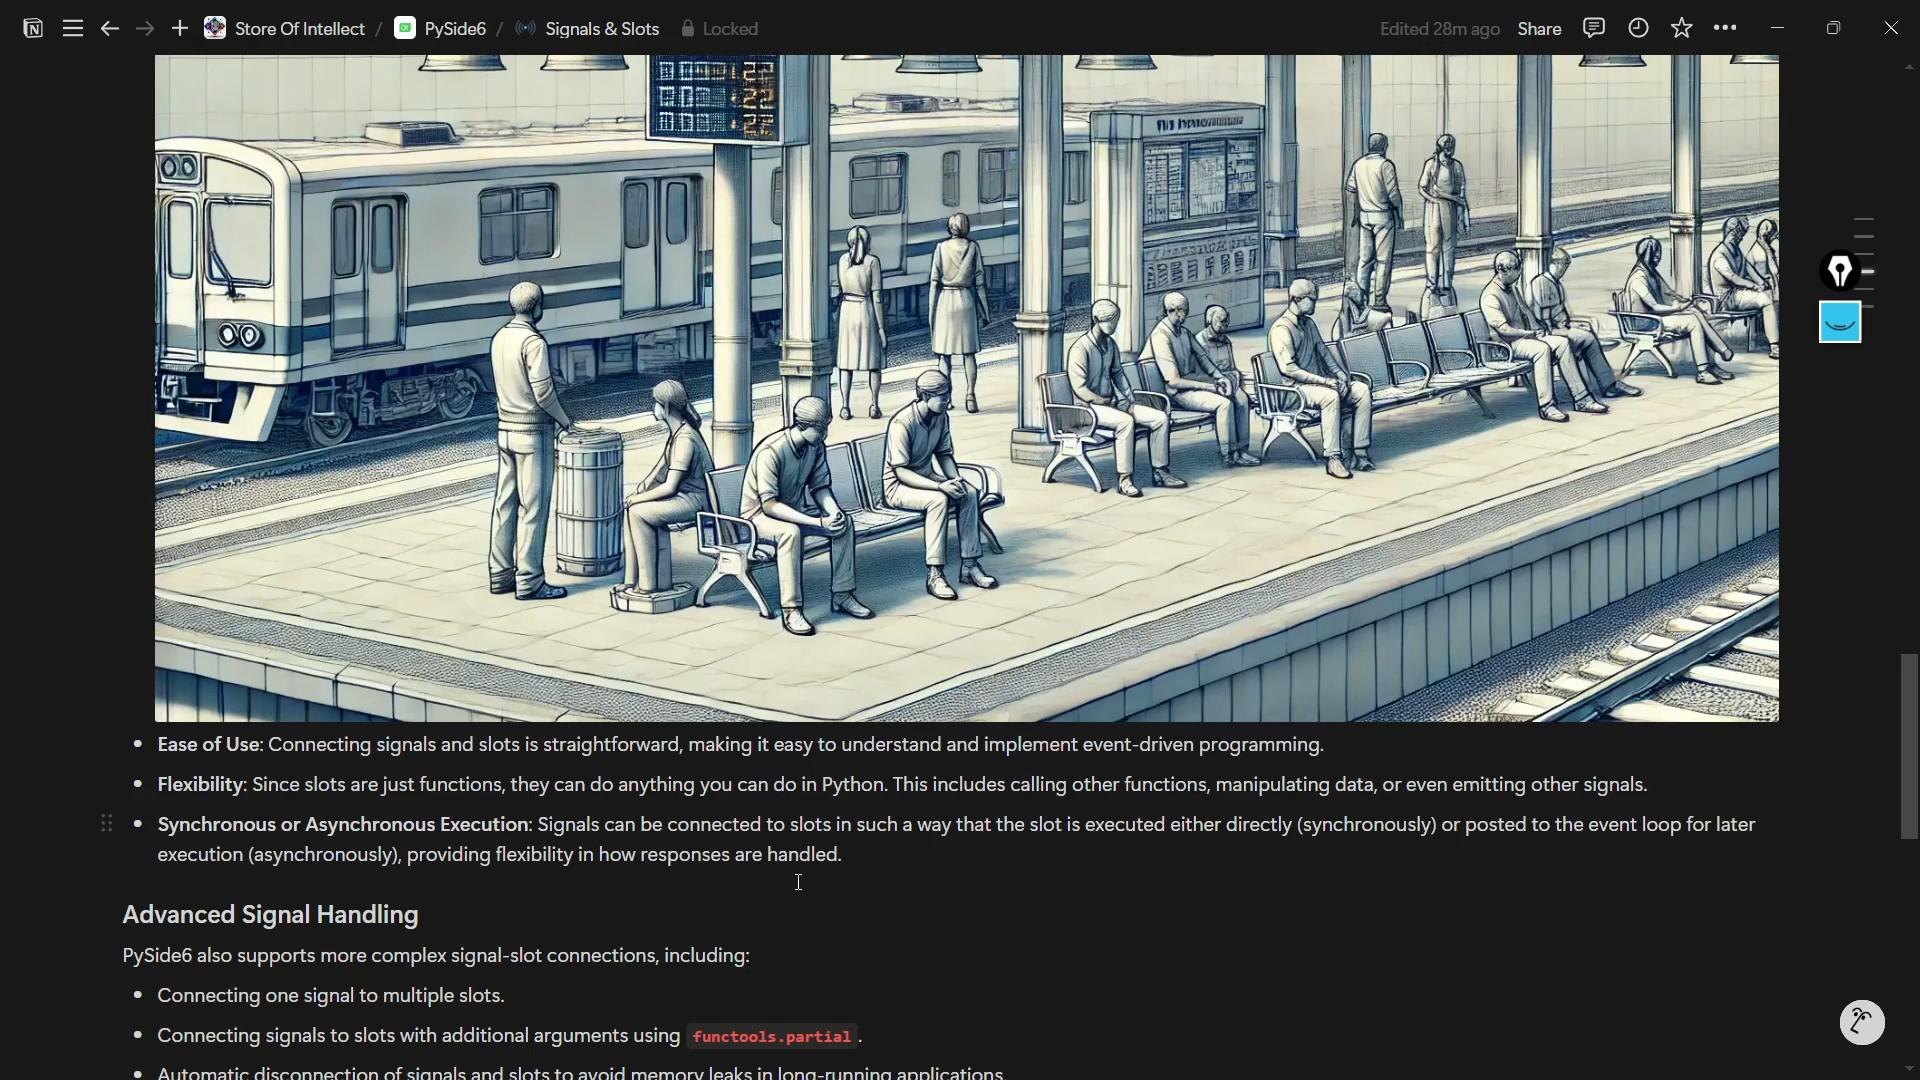 Store Of Intellect / PySide6 / Signals & Slots Locked Edited 28m ago Share
• Ease of Use: Connecting signals and slots is straightforward, making it easy to understand and implement event-driven programming.
• Flexibility: Since slots are just functions, they can do anything you can do in Python. This includes calling other functions, manipulating data, or even emitting other signals.
• Synchronous or Asynchronous Execution: Signals can be connected to slots in such a way that the slot is executed either directly (synchronously) or posted to the event loop for later
execution (asynchronously), providing flexibility in how responses are handled.
Advanced Signal Handling
PySide6 also supports more complex signal-slot connections, including:
• Connecting one signal to multiple slots.
• Connecting signals to slots with additional arguments using functools.partial .
• Automatic disconnection of signals and slots to avoid memory leaks in long-running applications.